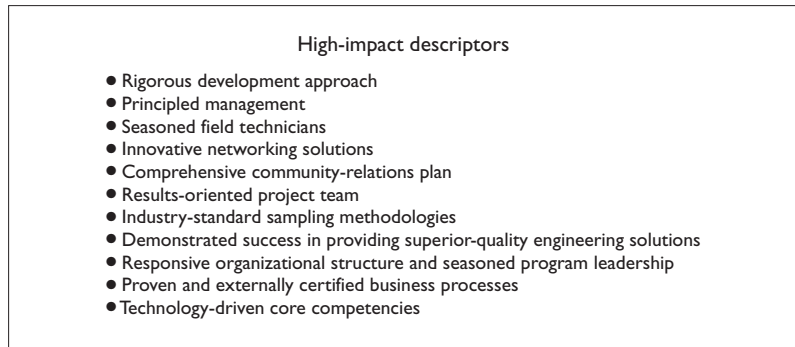 High-impact descriptors
● Rigorous development approach
● Principled management
● Seasoned field technicians
● Innovative networking solutions
● Comprehensive community-relations plan
● Results-oriented project team
● Industry-standard sampling methodologies
● Demonstrated success in providing superior-quality engineering solutions
● Responsive organizational structure and seasoned program leadership
● Proven and externally certified business processes
● Technology-driven core competencies